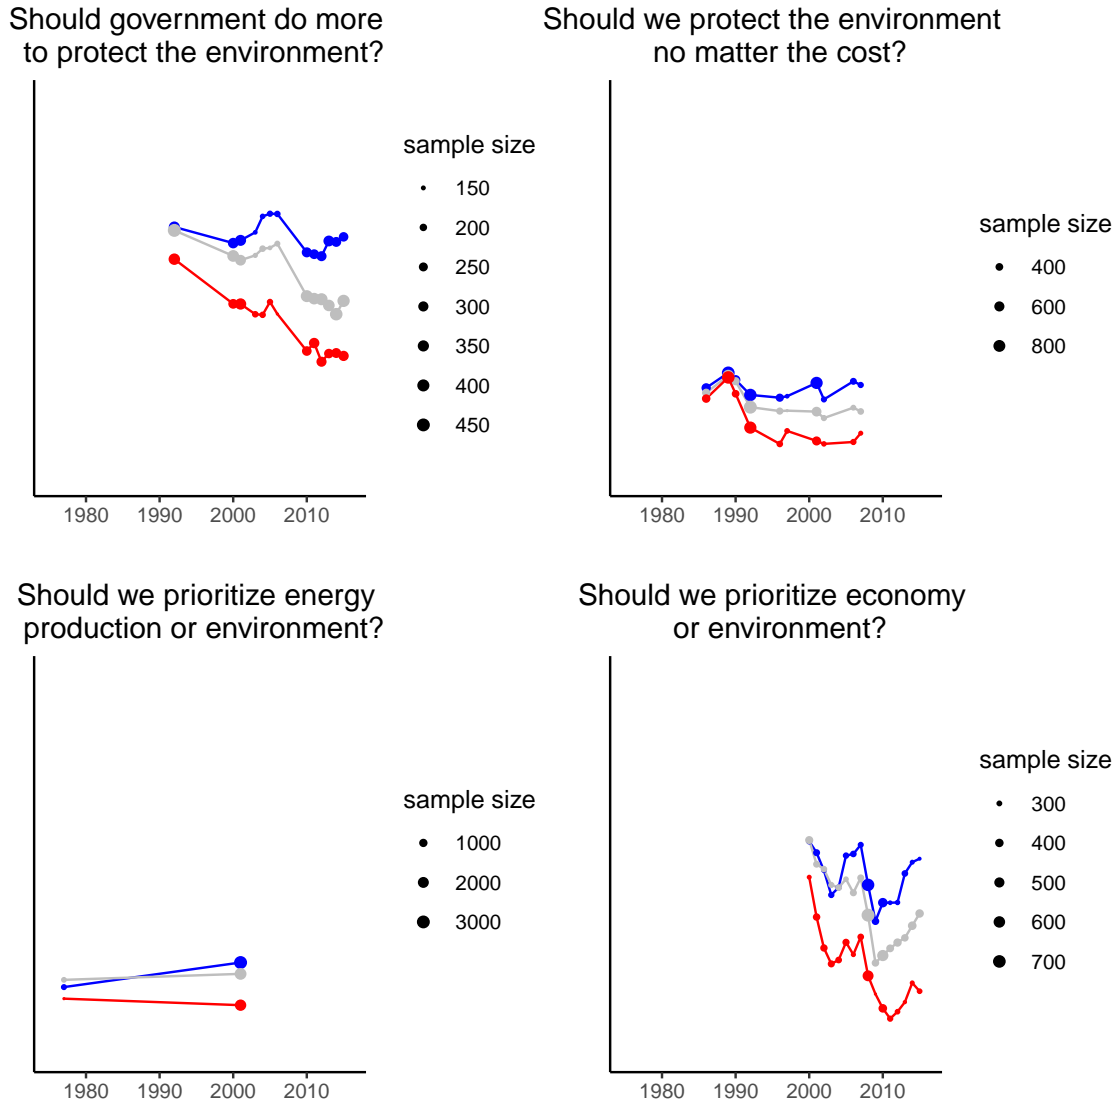 Should government do more
to protect the environment?
sample size
150
200
250
300
350
400
450
1980 1990 2000 2010
Should we protect the environment
no matter the cost?
sample size
400
600
800
1980 1990 2000 2010
Should we prioritize energy
production or environment?
sample size
1000
2000
3000
1980 1990 2000 2010
Should we prioritize economy
or environment?
sample size
300
400
500
600
700
1980 1990 2000 2010